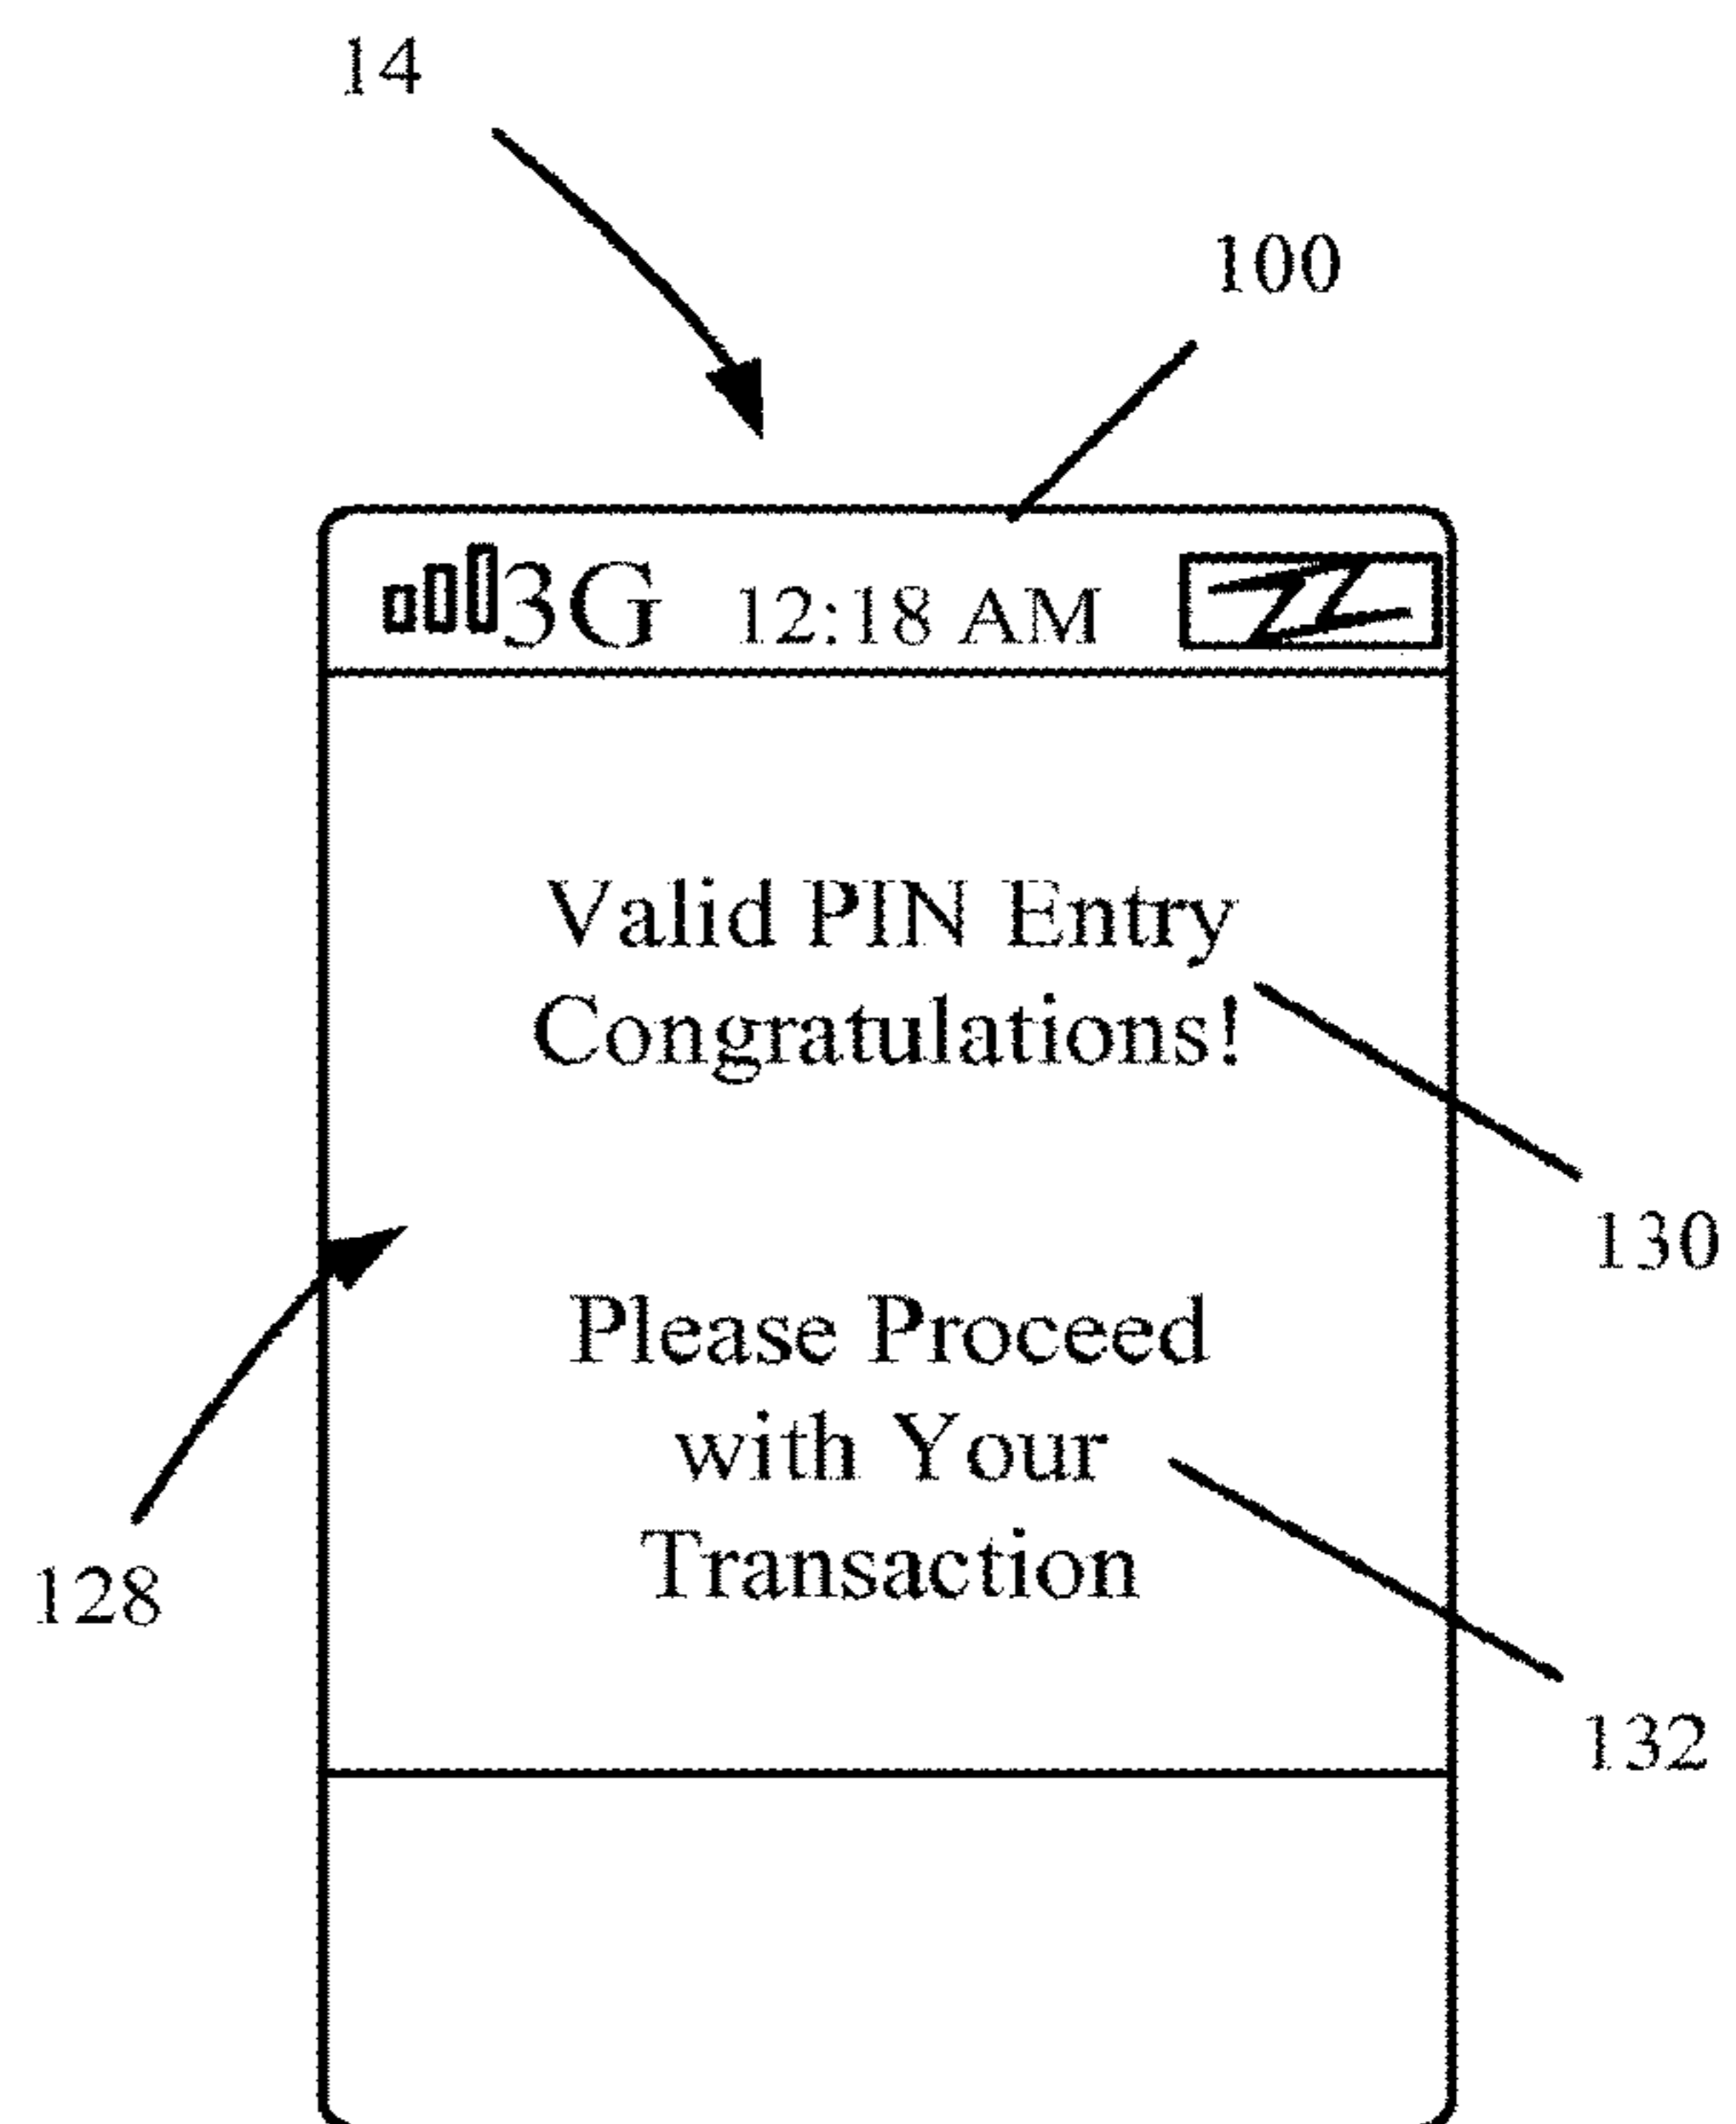 14
100
3G 12:18 AM
Valid PIN Entry
Congratulations!
130
Please Proceed
with Your
Transaction
128
132